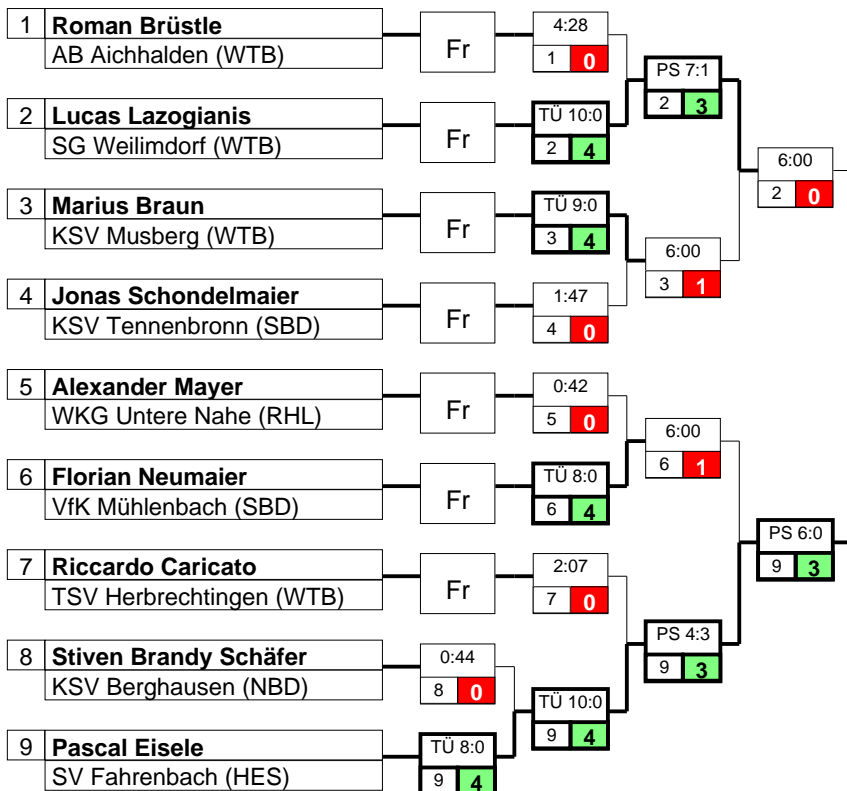 1 Roman Brüstle
AB Aichhalden (WTB)
Fr
4:28
1 0
PS 7:1
2 3
2 Lucas Lazogianis
SG Weilimdorf (WTB)
Fr
TÜ 10:0
2 4
6:00
2 0
3 Marius Braun
KSV Musberg (WTB)
Fr
TÜ 9:0
3 4
6:00
3 1
4 Jonas Schondelmaier
KSV Tennenbronn (SBD)
Fr
1:47
4 0
5 Alexander Mayer
WKG Untere Nahe (RHL)
Fr
0:42
5 0
6:00
6 1
6 Florian Neumaier
VfK Mühlenbach (SBD)
Fr
TÜ 8:0
6 4
PS 6:0
9 3
7 Riccardo Caricato
TSV Herbrechtingen (WTB)
Fr
2:07
7 0
PS 4:3
9 3
8 Stiven Brandy Schäfer
KSV Berghausen (NBD)
0:44
8 0
TÜ 10:0
9 4
9 Pascal Eisele
SV Fahrenbach (HES)
TÜ 8:0
9 4